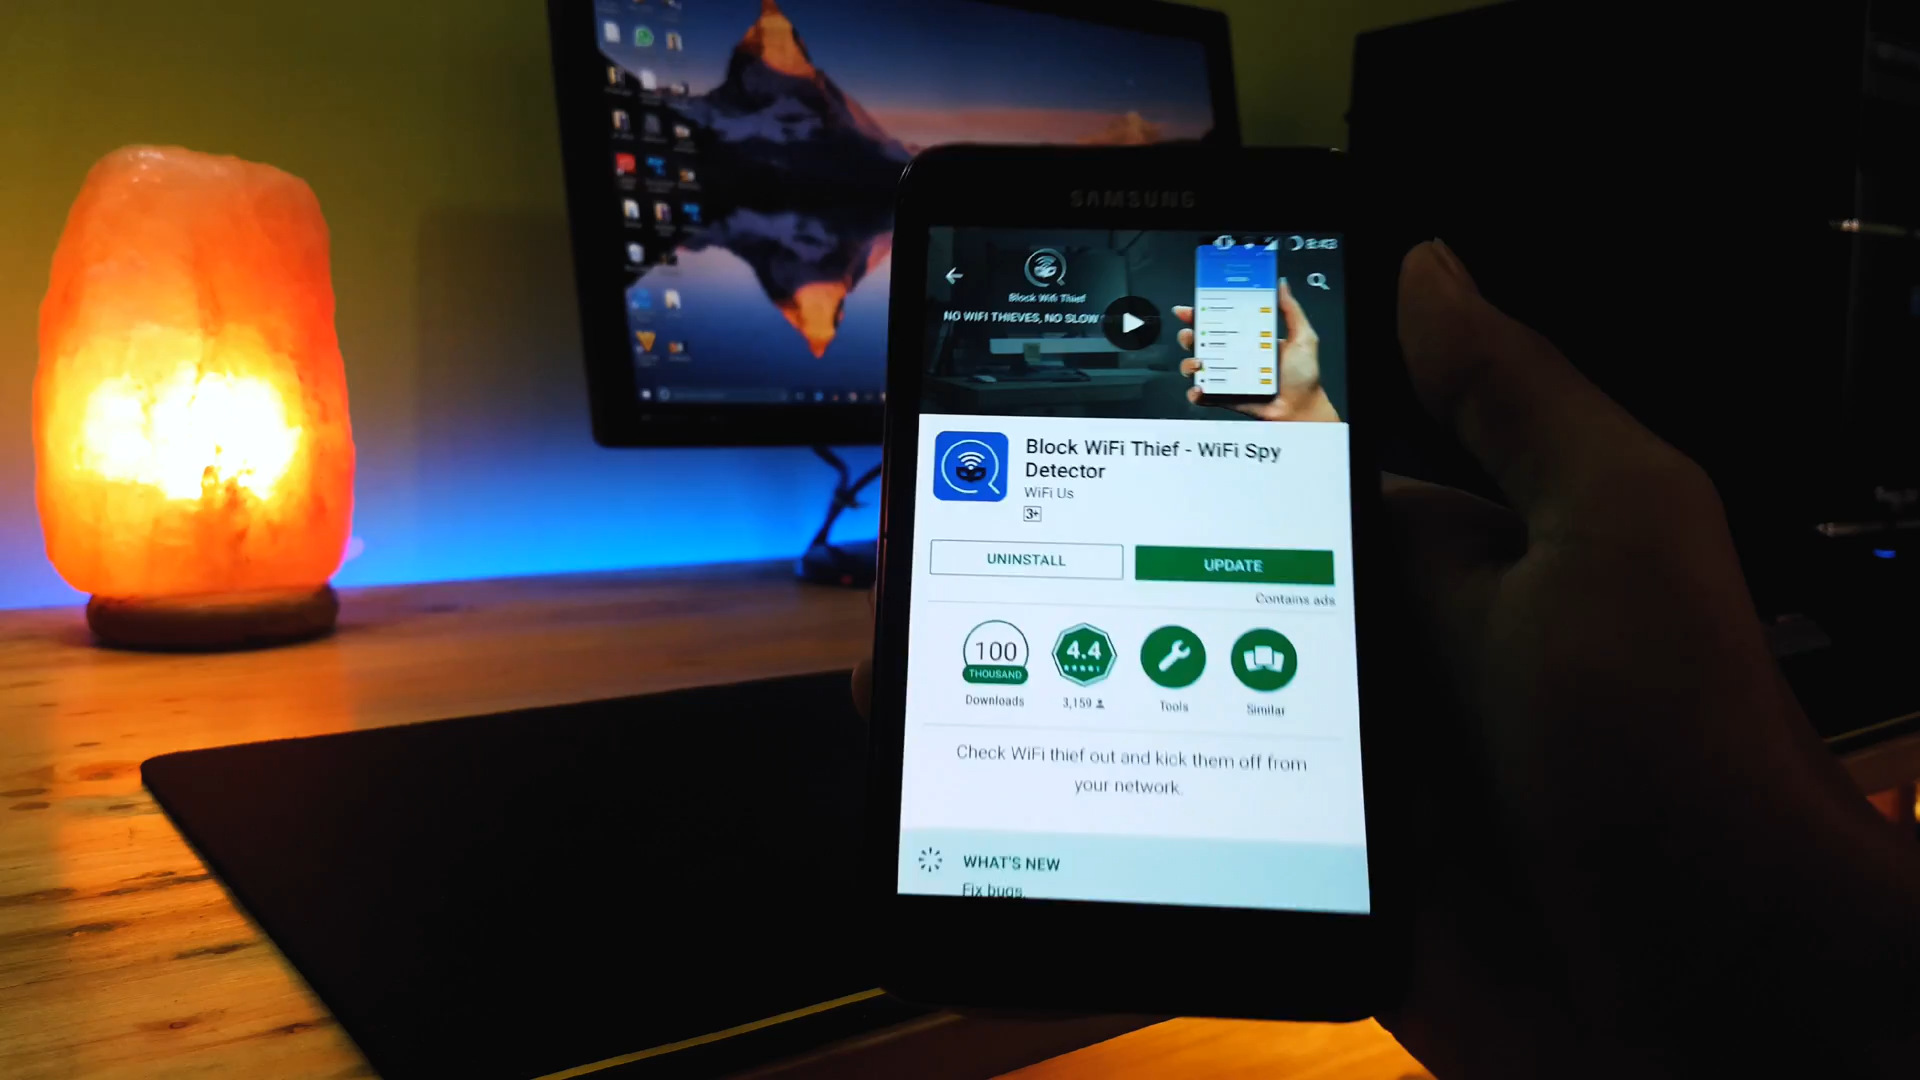 SAMSUNG
8:43
Block Wifi Thief
NO WIFI THIEVES, NO SLOW
Block WiFi Thief - WiFi Spy
Detector
WiFi Us
3+
UNINSTALL
UPDATE
Contains ads
100
THOUSAND
4.4
Downloads
3,159
Tools
Similar
Check WiFi thief out and kick them off from
your network.
WHAT'S NEW
Fix bugs.